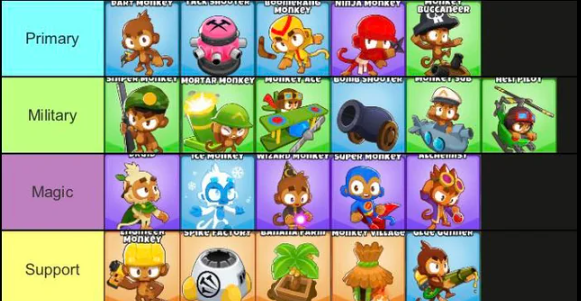 Primary
DART MONKEY
TACK SHOOTER
BOOMERANG
MONKEY
NINJA MONKEY
MONKEY
BUCCANEER
Military
SNIPER MONKEY
MORTAR MONKEY
MONKEY ACE
BOMB SHOOTER
MONKEY SUB
HELI PILOT
Magic
DRUID
ICE MONKEY
WIZARD MONKEY
SUPER MONKEY
ALCHEMIST
Support
ENGINEER
MONKEY
SPIKE FACTORY
BANANA FARM
MONKEY VILLAGE
GLUE GUNNER